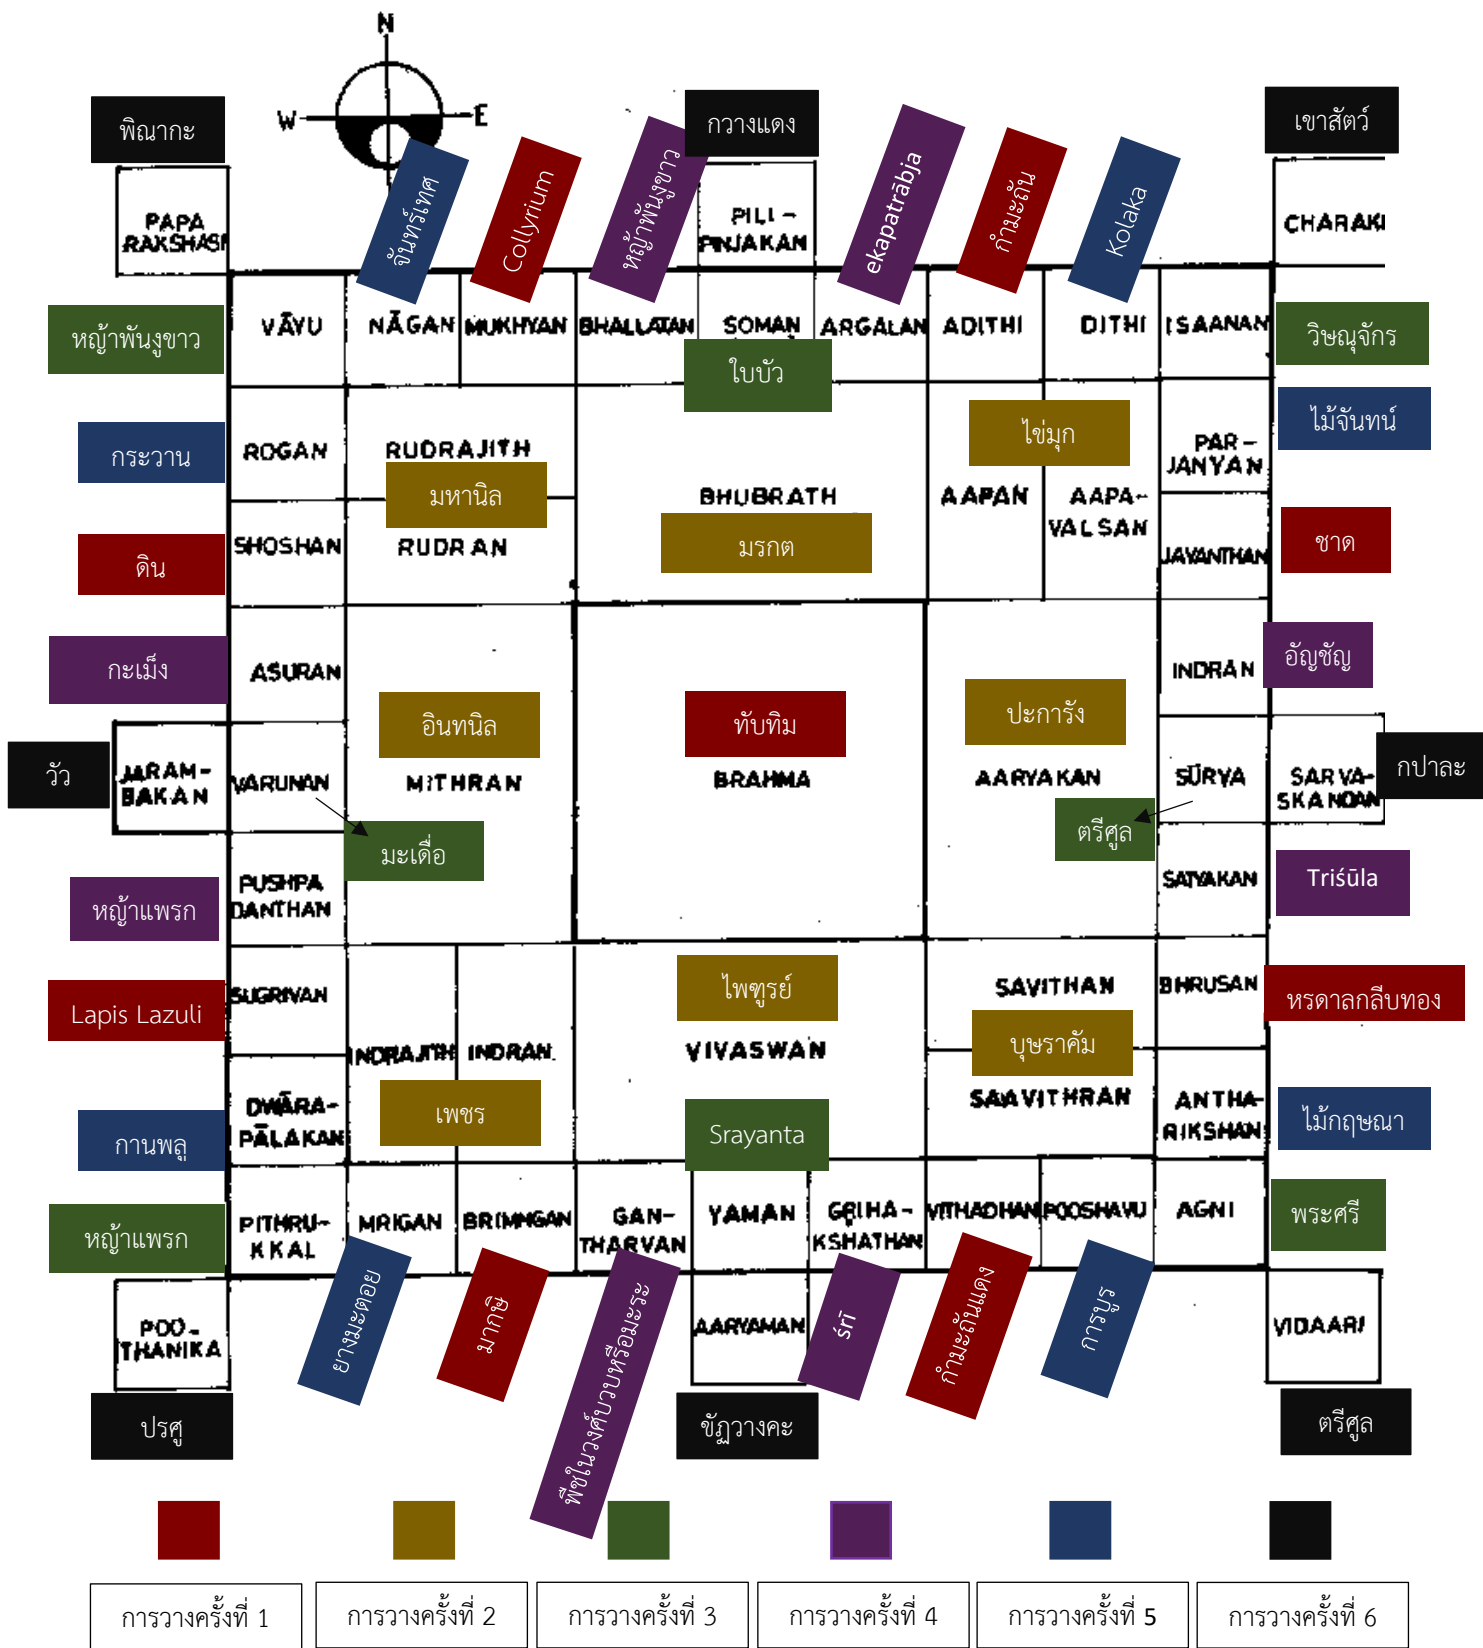 N
W
E
พิณากะ
กวางแดง
เขาสัตว์
จันทร์เทศ
Collyrium
หญ้าพันงูขาว
ekapatrābja
กำมะถัน
Kolaka
PAPA
RAKSHASI
PILI -
PINJAKAN
CHARAKI
หญ้าพันงูขาว
VĀYU
NĀGAN
MUKHYAN
BHALLATAN
SOMAN
ARGALAN
ADITHI
DITHI
ISAANAN
วิษณุจักร
ใบบัว
กระวาน
ROGAN
RUDRAJITH
ไข่มุก
PAR -
JANYAN
ไม้จันทน์
มหานิล
BHUBRATH
AAPAN
AAPA-
VALSAN
ดิน
SHOSHAN
RUDRAN
มรกต
JAYANTHAN
ชาด
กะเม็ง
ASURAN
INDRAN
อัญชัญ
อินทนิล
ทับทิม
ปะการัง
วัว
JARAM-
BAKAN
VARUNAN
MITHRAN
BRAHMA
AARYAKAN
SŪRYA
SARVA-
SKANDAN
กปาละ
มะเดื่อ
ตรีศูล
หญ้าแพรก
PUSHPA
DANTHAN
SATYAKAN
Triśūla
Lapis Lazuli
SUGRIVAN
ไพฑูรย์
SAVITHAN
BHRUSAN
หรดาลกลีบทอง
INDRAJITH
INDRAN
VIVASWAN
บุษราคัม
กานพลู
DWĀRA-
PĀLAKAN
เพชร
Srayanta
SAAVITHRAN
ANTHA-
RIKSHAN
ไม้กฤษณา
หญ้าแพรก
PITHRU-
KKAL
MRIGAN
BRIMNGAN
GAN-
THARVAN
YAMAN
GRIHA-
KSHATHAN
VITHADHAN
POOSHAVU
AGNI
พระศรี
POO-
THANIKA
ยางมะตอย
มากษิ
พืชในวงศ์บวบหรือมะระ
AARYAMAN
śrī
กำมะถันแดง
การบูร
VIDAARI
ปรศู
ขัฏวางคะ
ตรีศูล
การวางครั้งที่ 1
การวางครั้งที่ 2
การวางครั้งที่ 3
การวางครั้งที่ 4
การวางครั้งที่ 5
การวางครั้งที่ 6